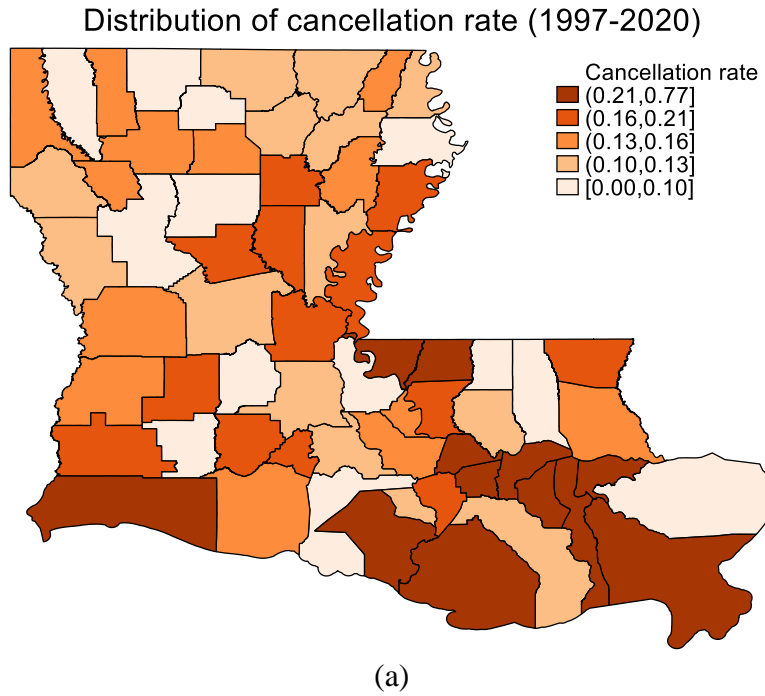 Distribution of cancellation rate (1997-2020)
Cancellation rate
(0.21,0.77]
(0.16,0.21]
(0.13,0.16]
(0.10,0.13]
[0.00,0.10]
(a)